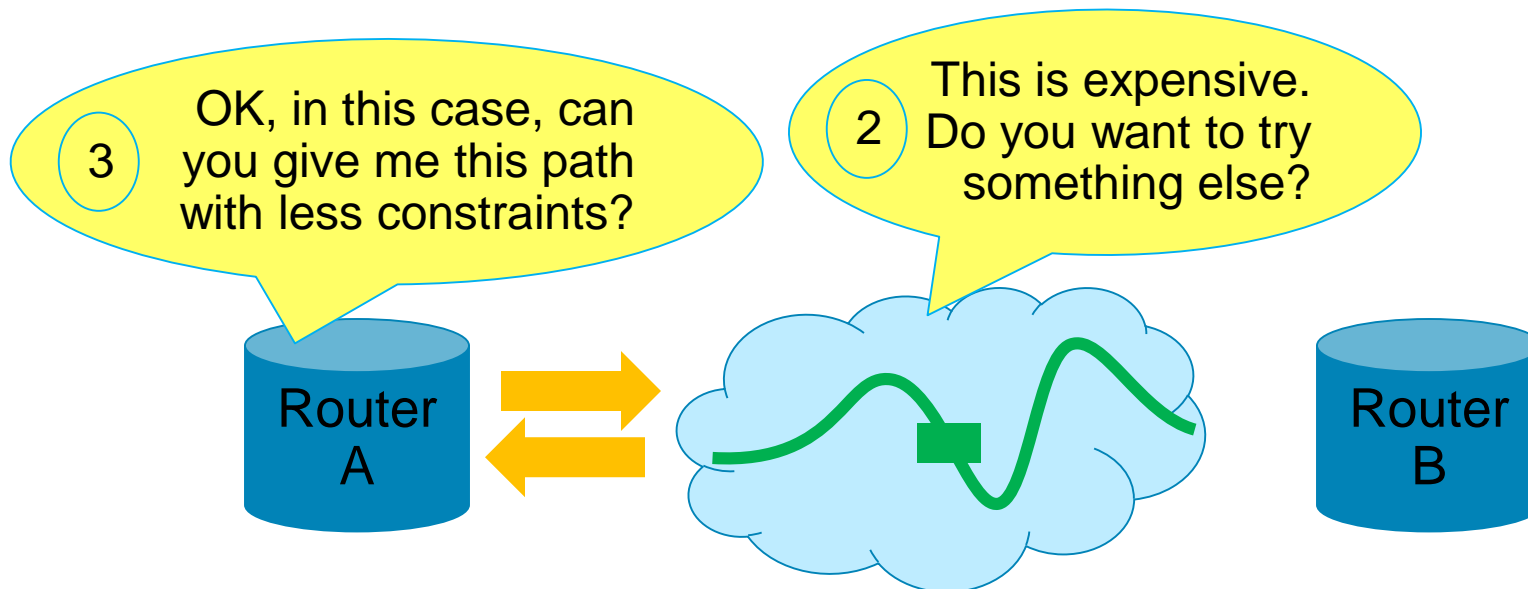 3
OK, in this case, can
you give me this path
with less constraints?
2
This is expensive.
Do you want to try
something else?
Router
A
Router
B